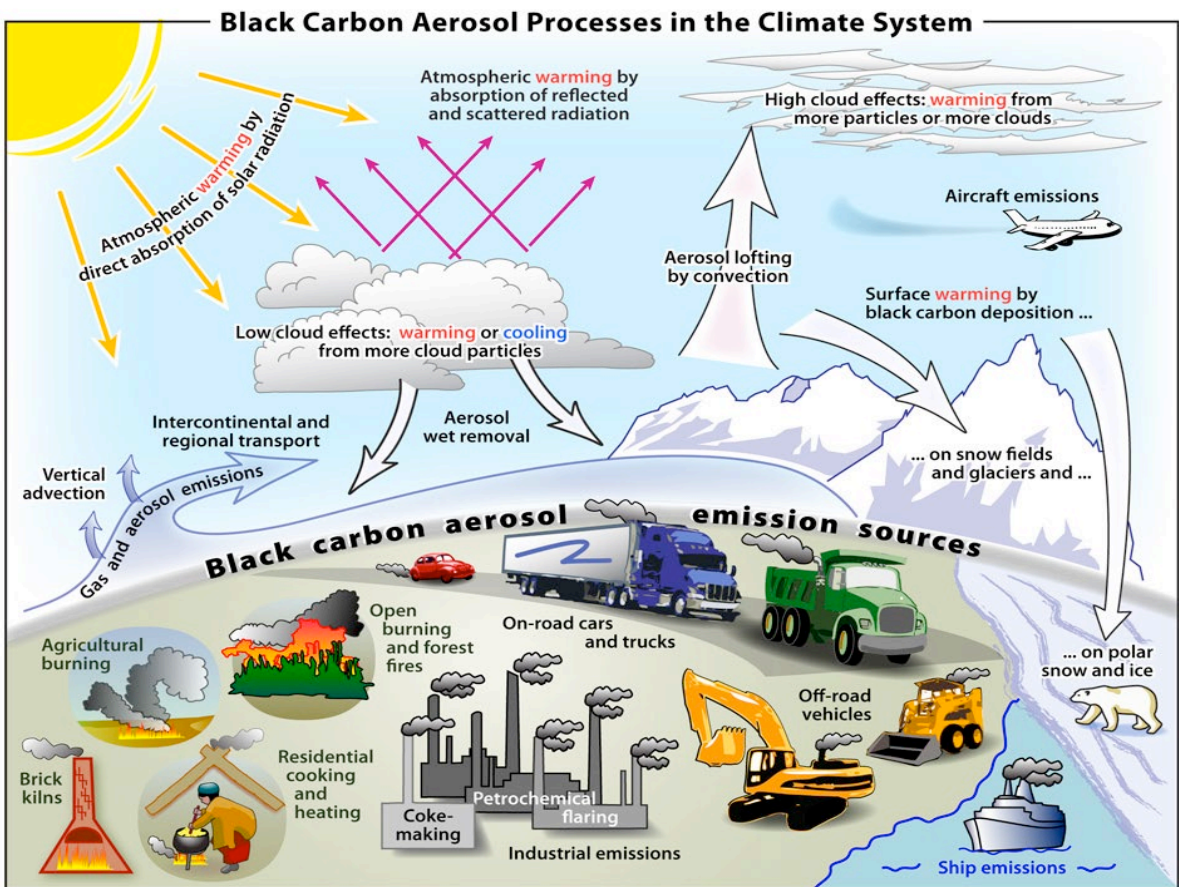 Black Carbon Aerosol Processes in the Climate System
Atmospheric warming by
direct absorption of solar radiation
Atmospheric warming by
absorption of reflected
and scattered radiation
High cloud effects: warming from
more particles or more clouds
Aircraft emissions
Aerosol lofting
by convection
Surface warming by
black carbon deposition ...
Low cloud effects: warming or cooling
from more cloud particles
Intercontinental and
regional transport
Aerosol
wet removal
Vertical
advection
Gas and aerosol emissions
... on snow fields
and glaciers and ...
... on polar
snow and ice
Black carbon aerosol emission sources
Agricultural
burning
Open
burning
and forest
fires
On-road cars
and trucks
Off-road
vehicles
Brick
kilns
Residential
cooking
and
heating
Coke-
making
Petrochemical
flaring
Industrial emissions
Ship emissions